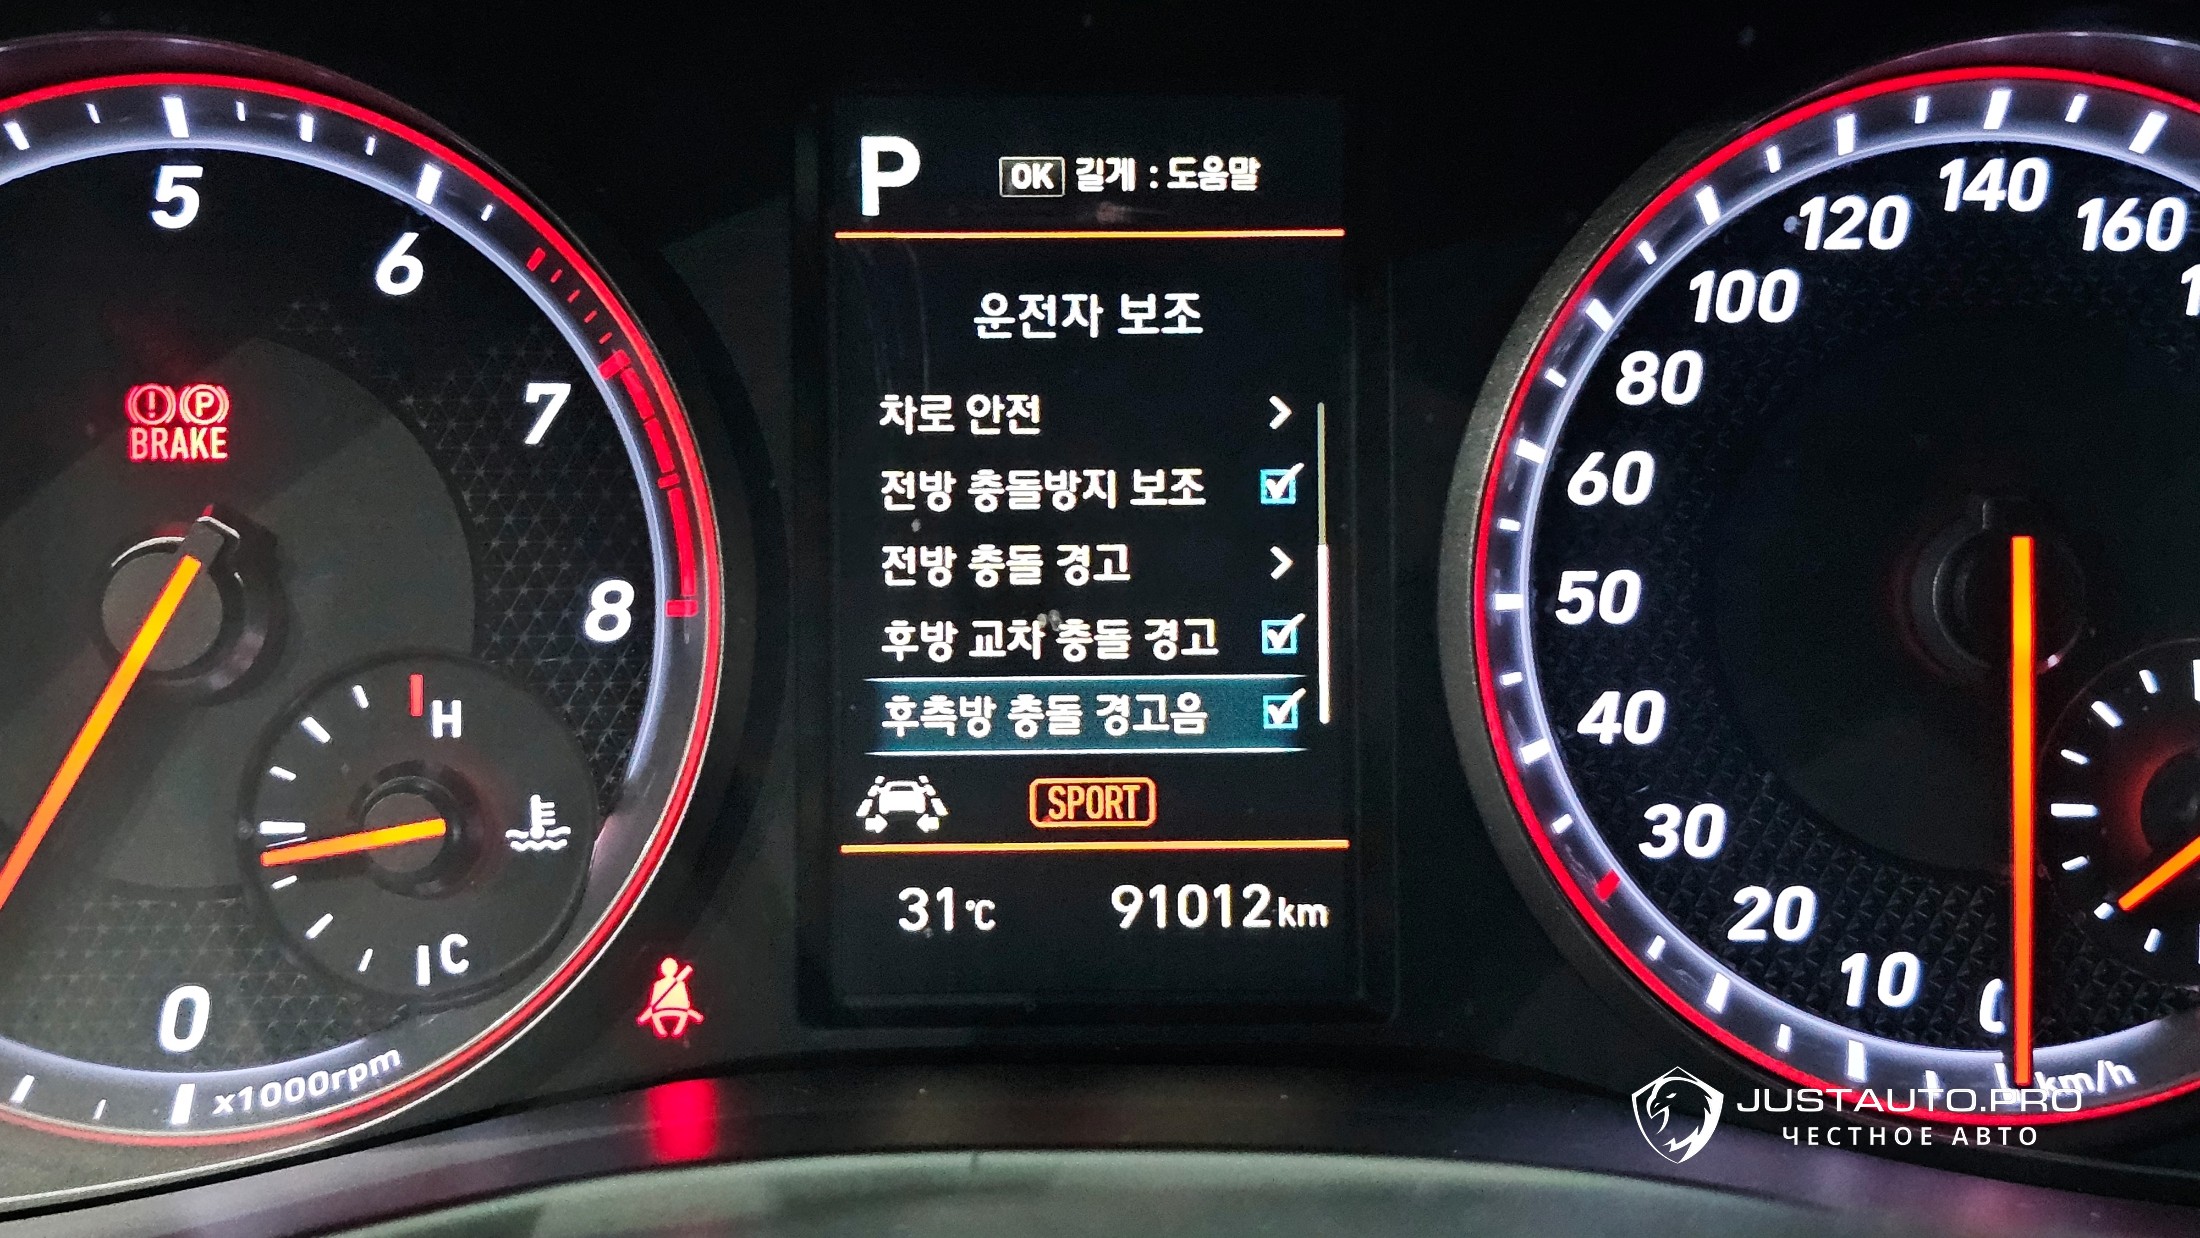 5
6
7
8
BRAKE
H
C
0
x1000rpm
P
OK 길게 : 도움말
운전자 보조
차로 안전
전방 충돌방지 보조
전방 충돌 경고
후방 교차 충돌 경고
후측방 충돌 경고음
SPORT
31℃ 91012km
160
140
120
100
80
60
50
40
30
20
10
0
km/h
JUSTAUTO.PRO
ЧЕСТНОЕ АВТО